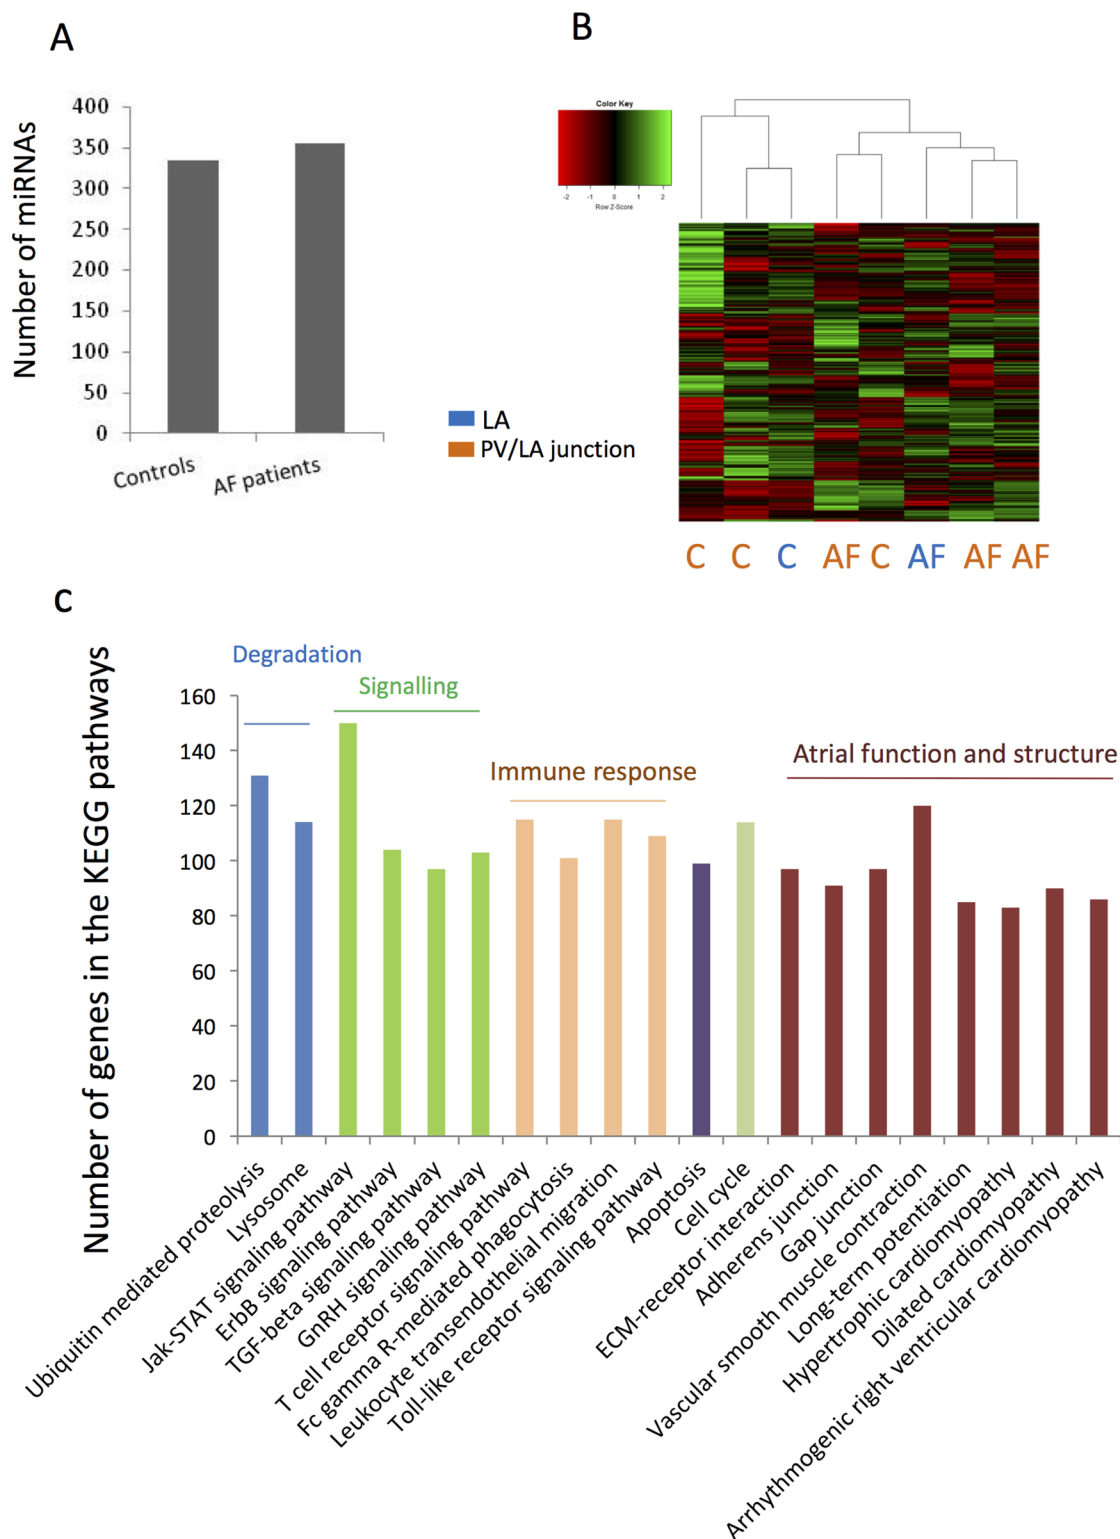 A
Number of miRNAs
400
350
300
250
200
150
100
50
0
Controls
AF patients
LA
PV/LA junction
B
Color Key
-2 -1 0 1 2
Row Z-Score
C C C AF C AF AF AF
C
Number of genes in the KEGG pathways
Degradation
Signalling
Immune response
Atrial function and structure
160
140
120
100
80
60
40
20
0
Ubiquitin mediated proteolysis
Lysosome
Jak-STAT signaling pathway
ErbB signaling pathway
TGF-beta signaling pathway
GnRH signaling pathway
T cell receptor signaling pathway
Fc gamma R-mediated phagocytosis
Leukocyte transendothelial migration
Toll-like receptor signaling pathway
Apoptosis
Cell cycle
ECM-receptor interaction
Adherens junction
Gap junction
Vascular smooth muscle contraction
Long-term potentiation
Hypertrophic cardiomyopathy
Dilated cardiomyopathy
Arrhythmogenic right ventricular cardiomyopathy